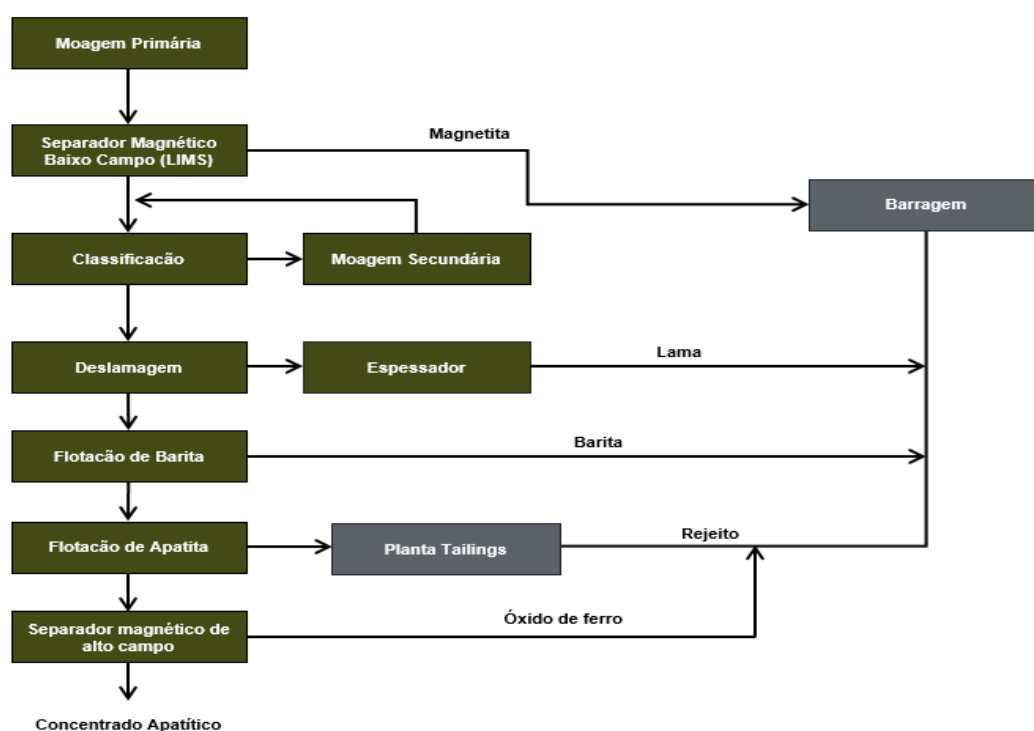 Moagem Primária
Magnetita
Separador Magnético
Baixo Campo (LIMS)
Barragem
Classificacão
Moagem Secundária
Lama
Deslamagem
Espessador
Barita
Flotacão de Barita
Rejeito
Flotacão de Apatita
Planta Tailings
Óxido de ferro
Separador magnético de
alto campo
Concentrado Apatítico